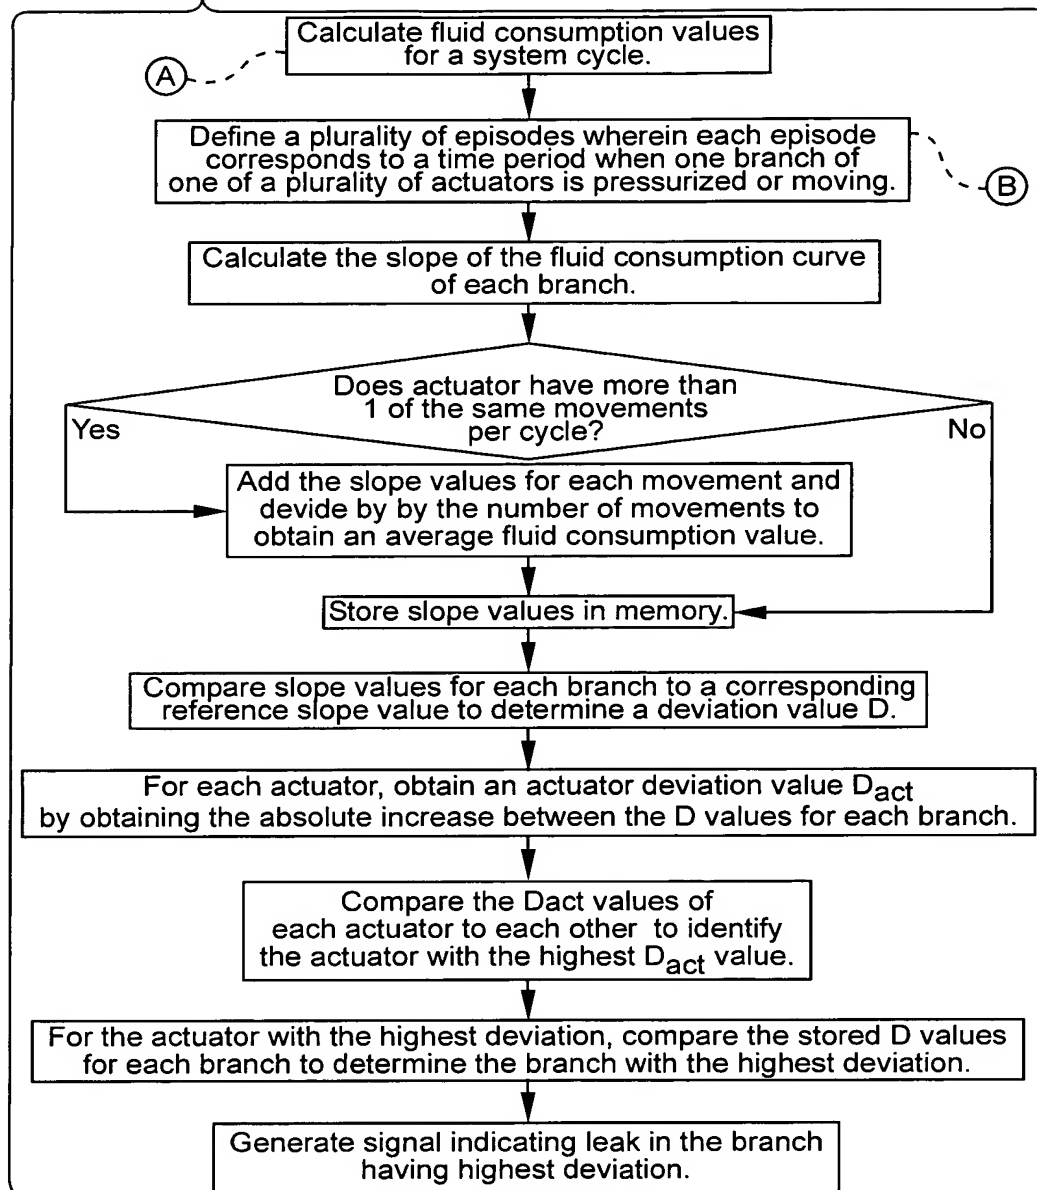 Calculate fluid consumption values
for a system cycle.
A
Define a plurality of episodes wherein each episode
corresponds to a time period when one branch of
one of a plurality of actuators is pressurized or moving.
B
Calculate the slope of the fluid consumption curve
of each branch.
Does actuator have more than
1 of the same movements
per cycle?
Yes
No
Add the slope values for each movement and
devide by by the number of movements to
obtain an average fluid consumption value.
Store slope values in memory.
Compare slope values for each branch to a corresponding
reference slope value to determine a deviation value D.
For each actuator, obtain an actuator deviation value Dact
by obtaining the absolute increase between the D values for each branch.
Compare the Dact values of
each actuator to each other to identify
the actuator with the highest Dact value.
For the actuator with the highest deviation, compare the stored D values
for each branch to determine the branch with the highest deviation.
Generate signal indicating leak in the branch
having highest deviation.